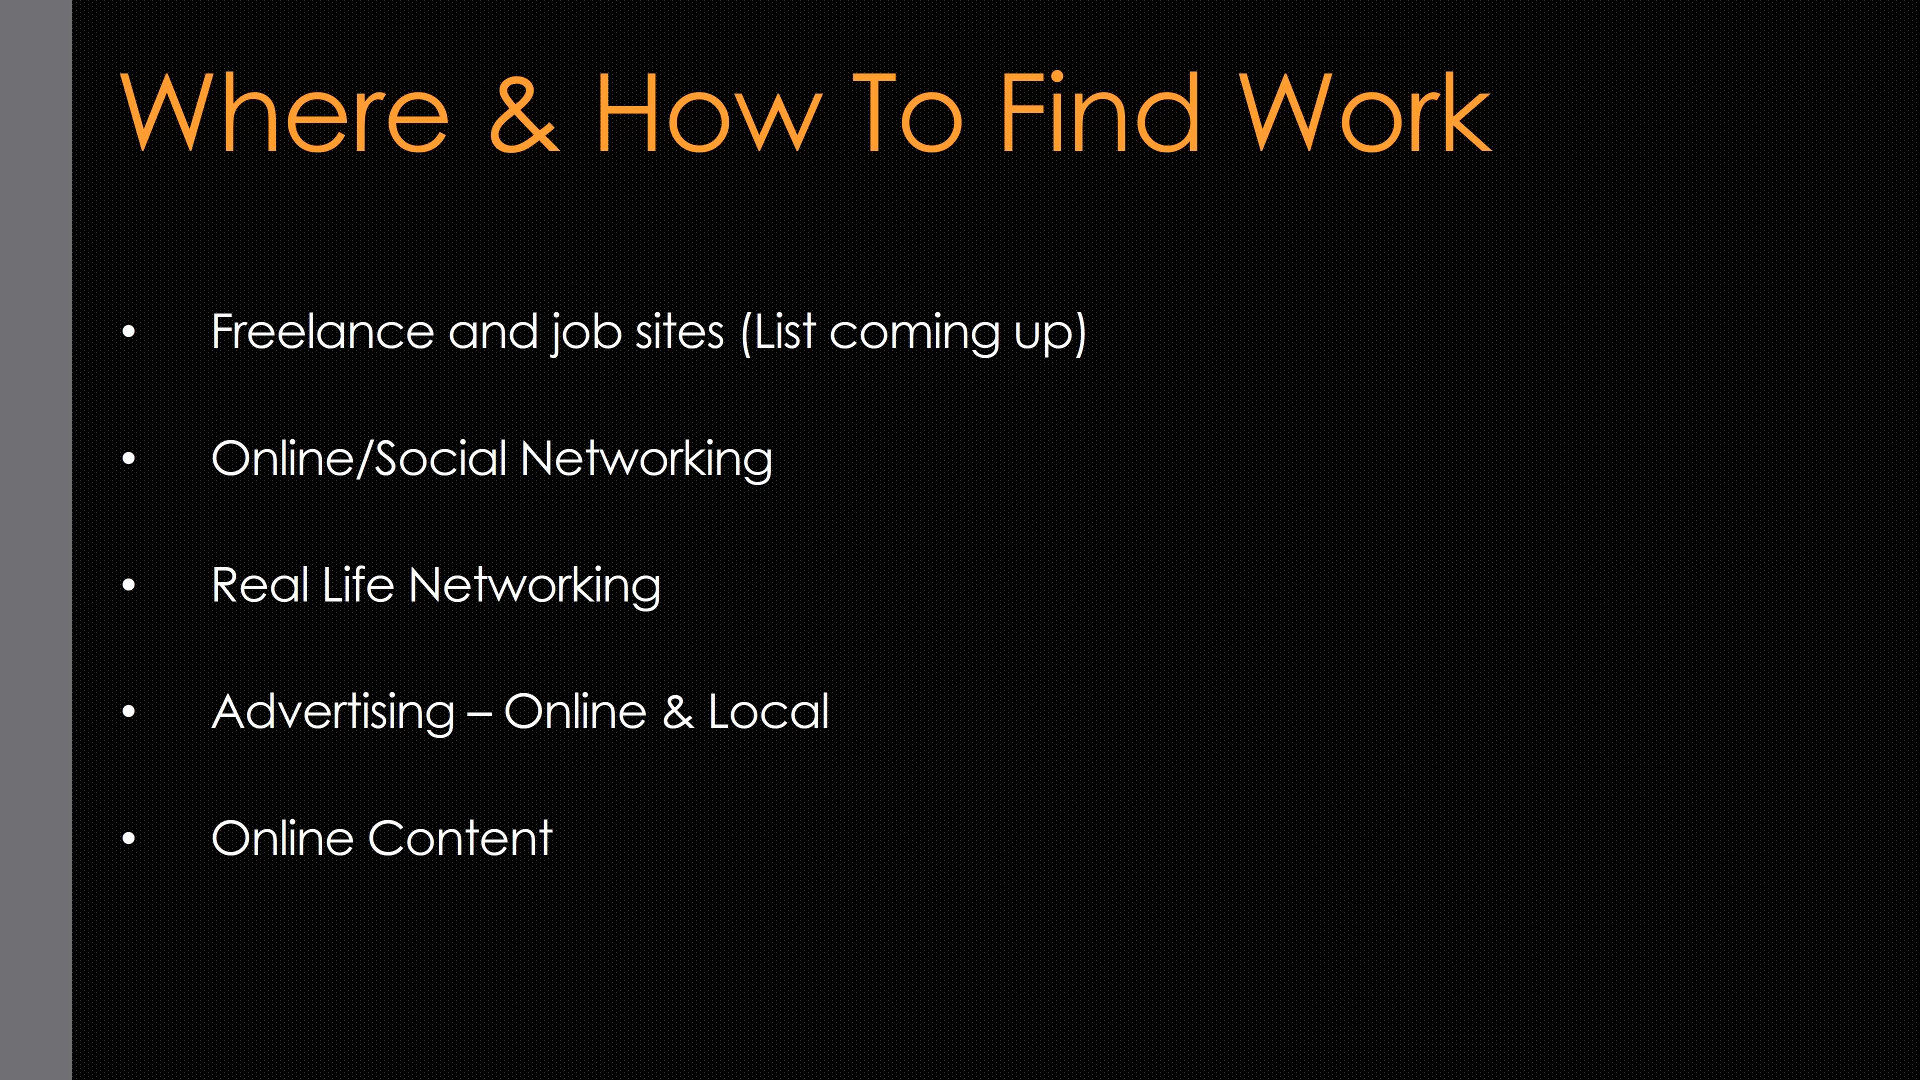 Where & How To Find Work
• Freelance and job sites (List coming up)
• Online/Social Networking
• Real Life Networking
• Advertising – Online & Local
• Online Content